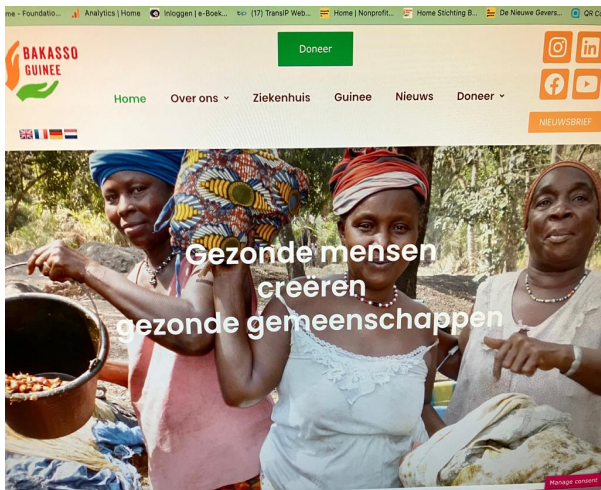 me - Foundatio...
Analytics | Home
Inloggen | e-Boek...
(17) TransIP Web...
Home | Nonprofit...
Home Stichting B...
De Nieuwe Gevers...
QR Co
BAKASSO
GUINEE
Doneer
Home
Over ons
Ziekenhuis
Guinee
Nieuws
Doneer
NIEUWSBRIEF
Gezonde mensen
creëren
gezonde gemeenschappen
Manage consent